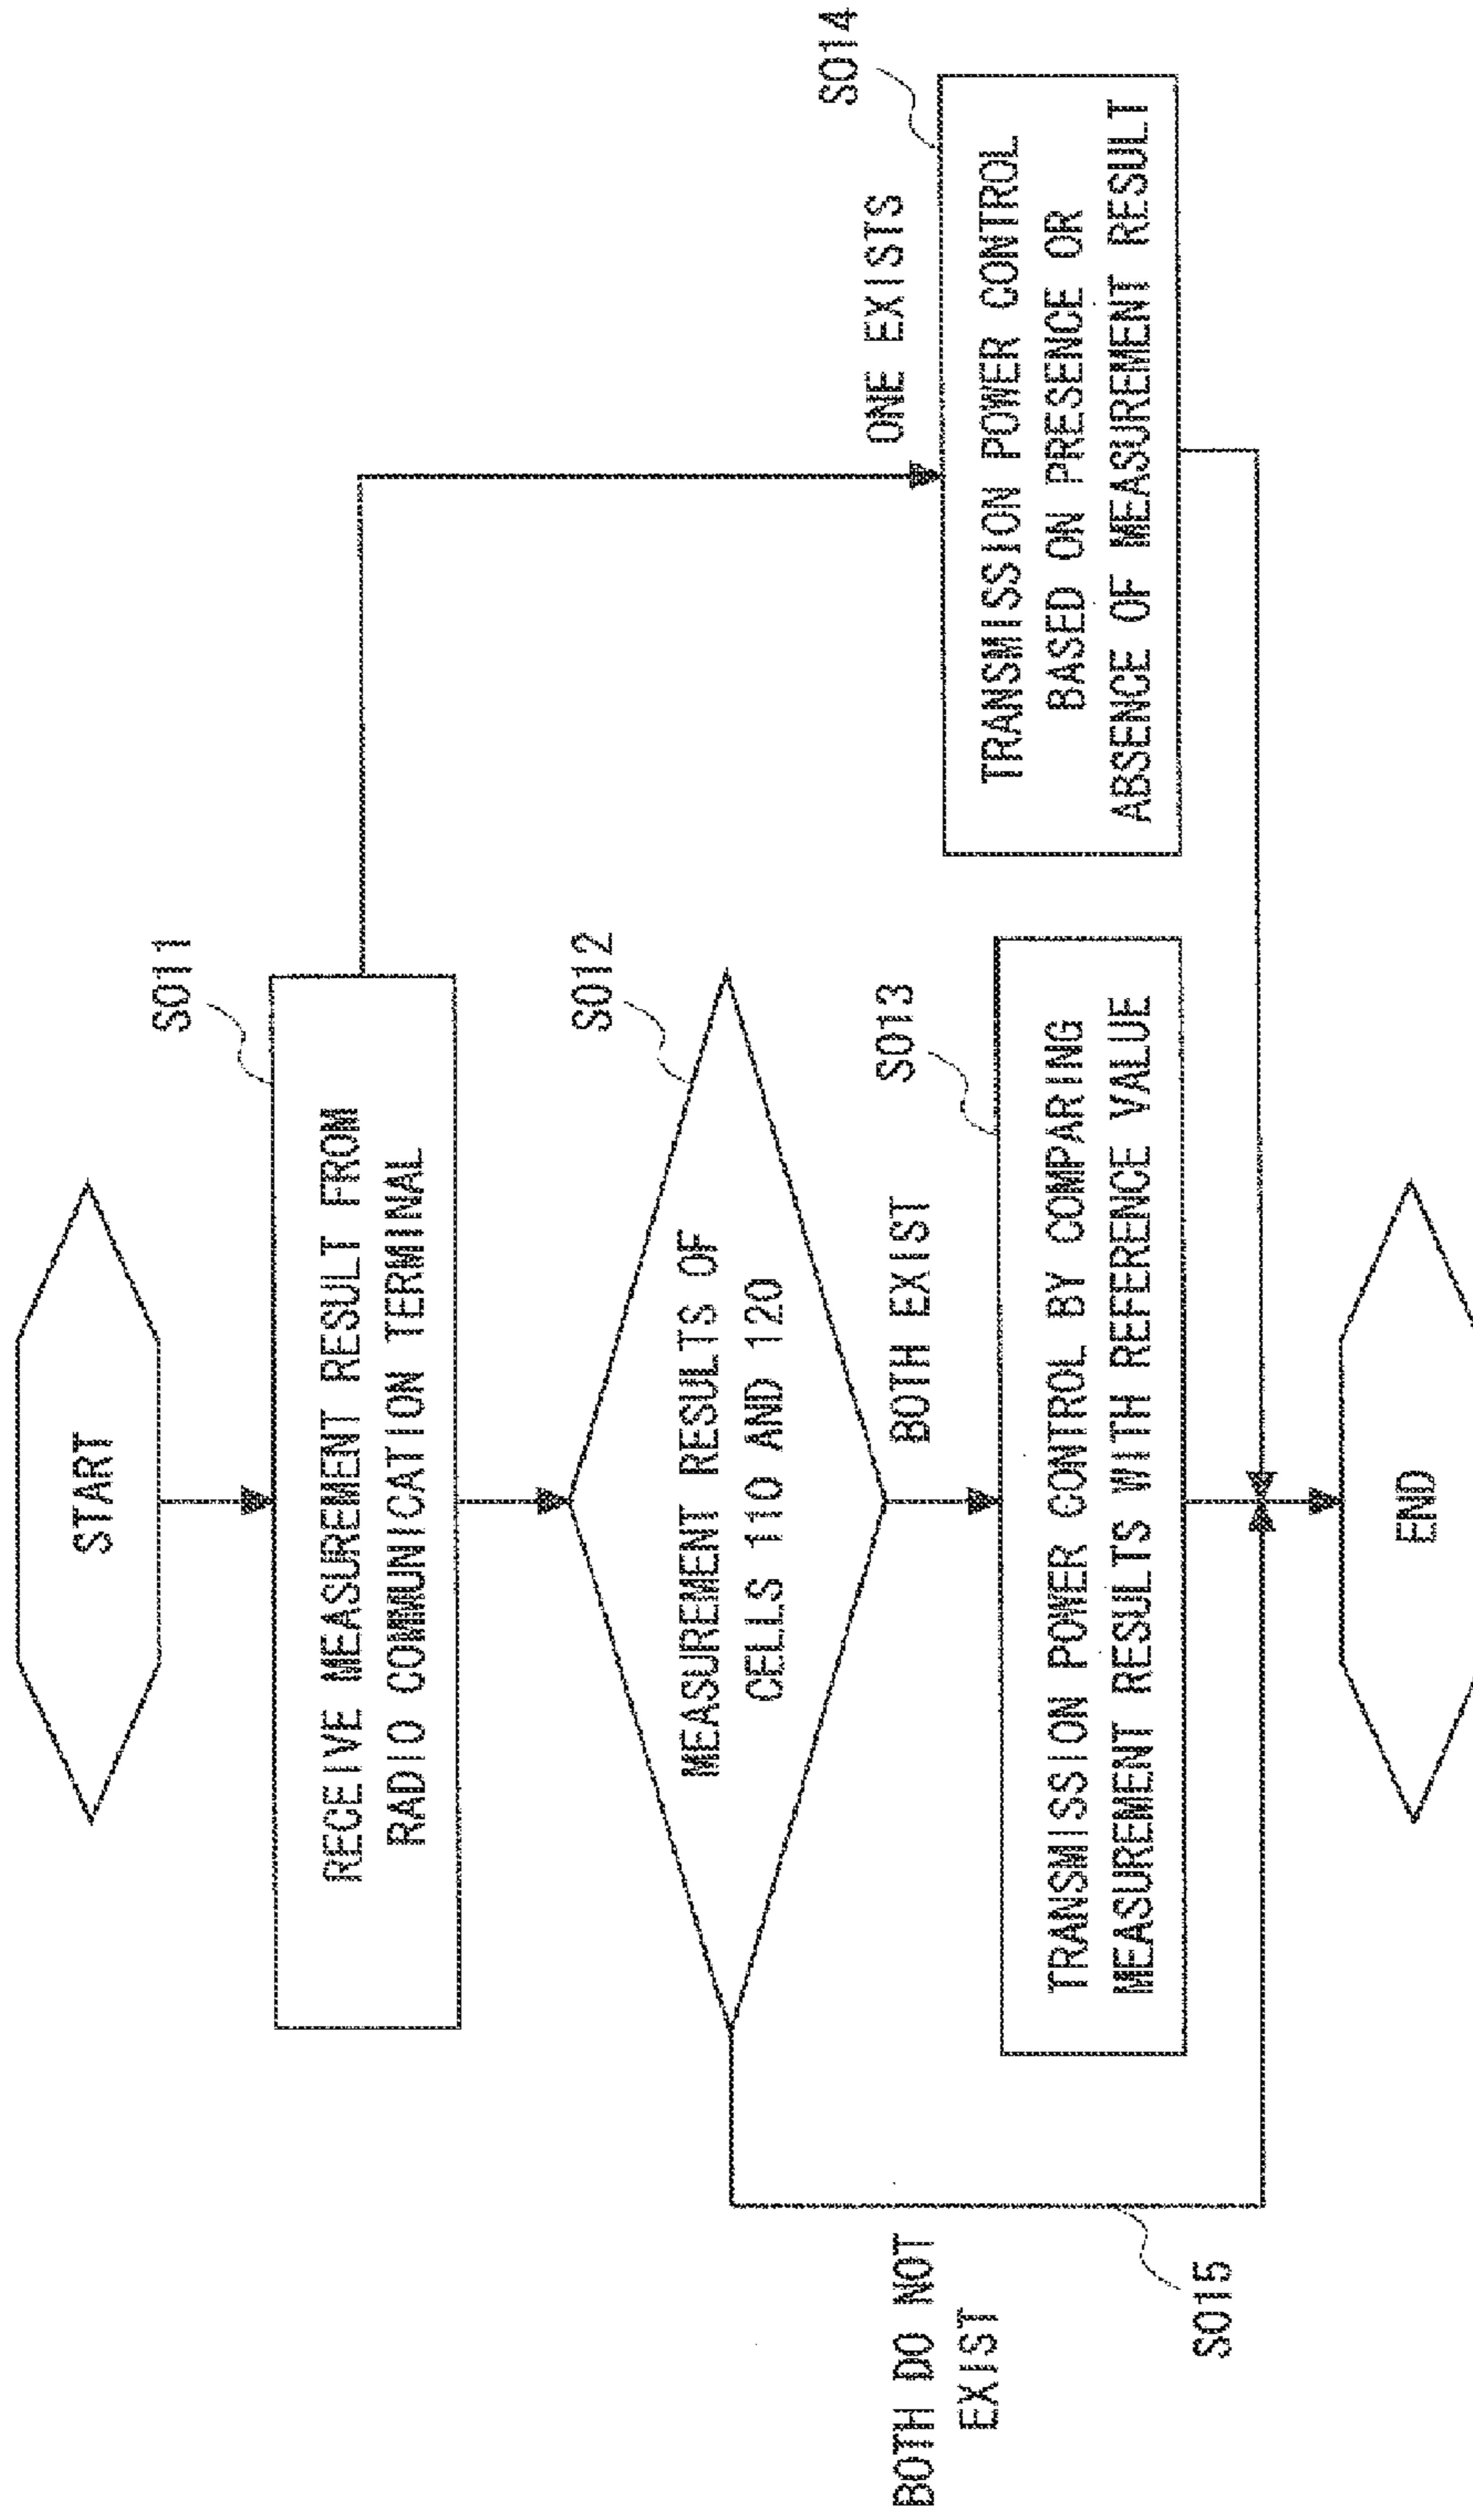 START
S011
RECEIVE MEASUREMENT RESULT FROM
RADIO COMMUNICATION TERMINAL
S012
MEASUREMENT RESULTS OF
CELLS 110 AND 120
BOTH DO NOT
EXIST
BOTH EXIST
ONE EXISTS
S013
TRANSMISSION POWER CONTROL BY COMPARING
MEASUREMENT RESULTS WITH REFERENCE VALUE
S014
TRANSMISSION POWER CONTROL
BASED ON PRESENCE OR
ABSENCE OF MEASUREMENT RESULT
S015
END